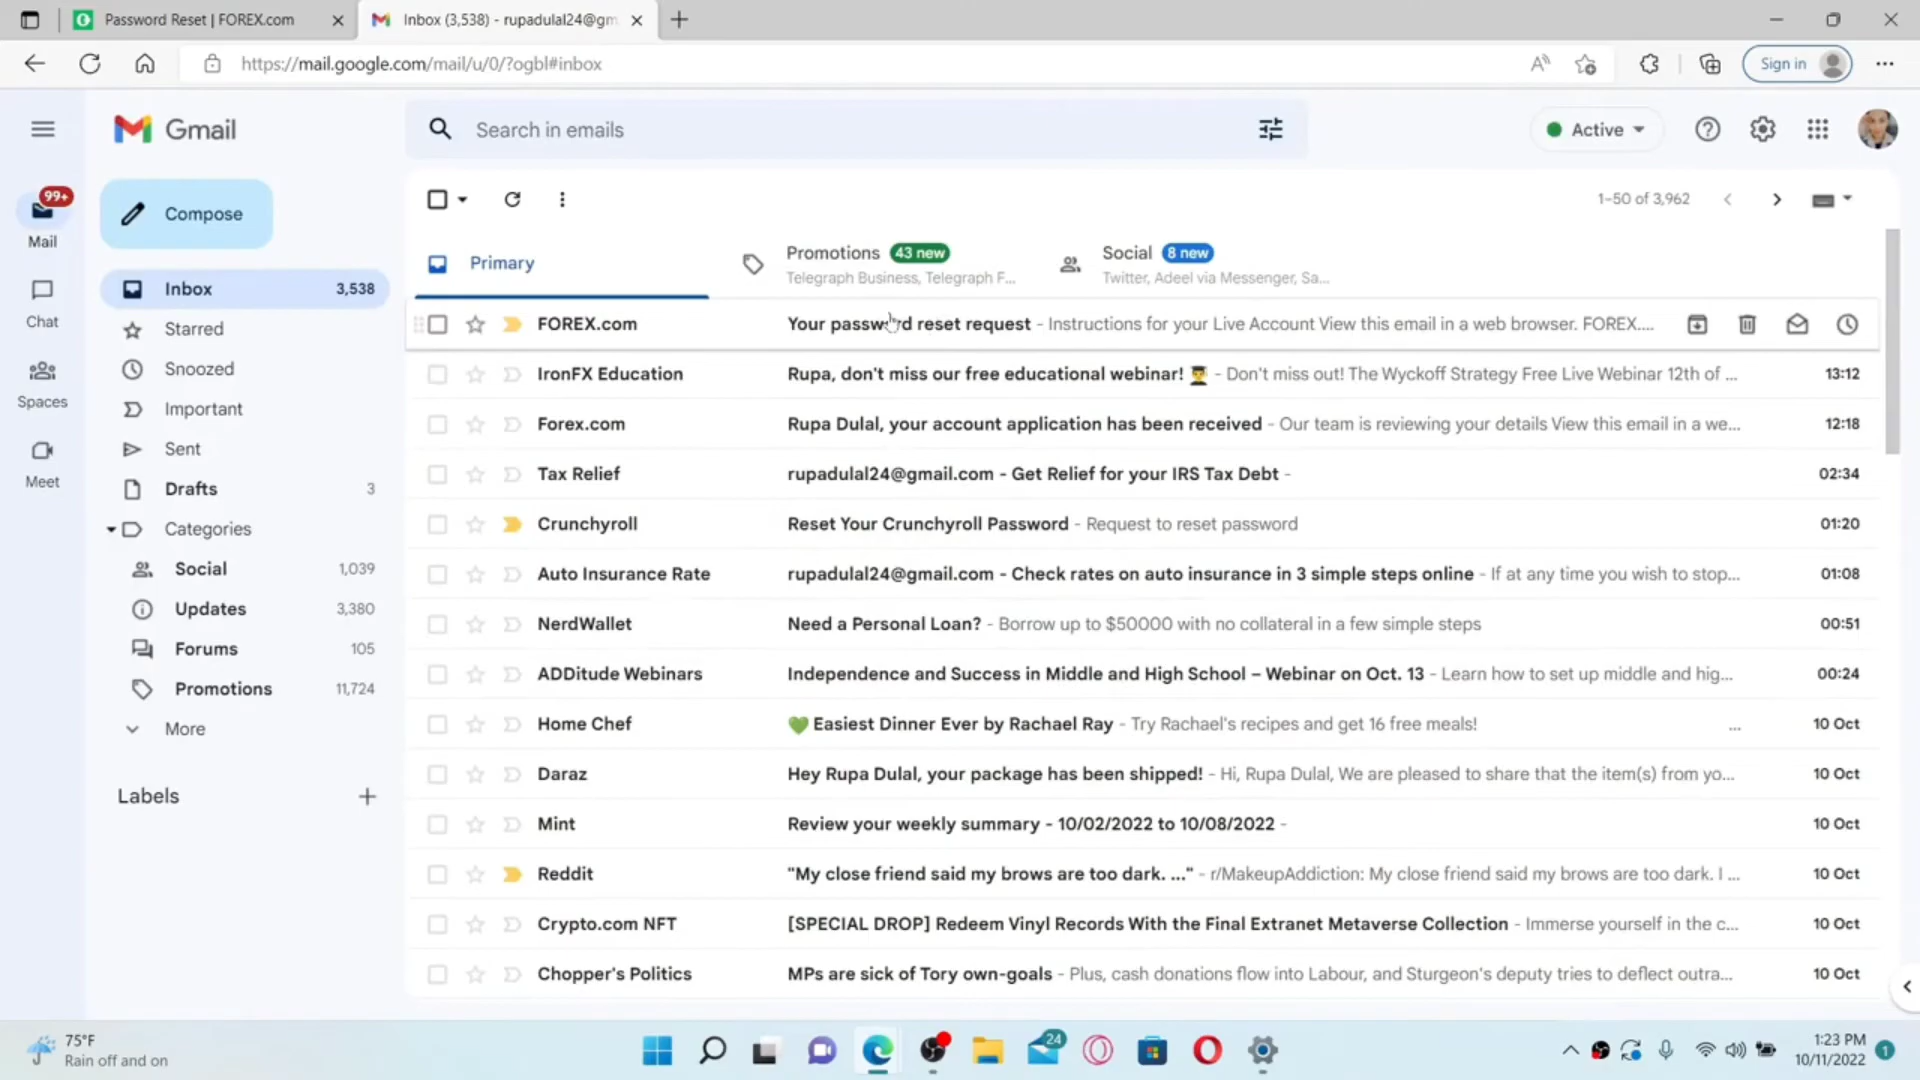 Password Reset | FOREX.com
Inbox (3,538) - rupadulal24@gm
https://mail.google.com/mail/u/0/?ogbl#inbox
Sign in
Gmail
Search in emails
Active
99+
Mail
Chat
Spaces
Meet
Compose
Inbox 3,538
Starred
Snoozed
Important
Sent
Drafts 3
Categories
Social 1,039
Updates 3,380
Forums 105
Promotions 11,724
More
Labels
1–50 of 3,962
Primary
Promotions 43 new
Telegraph Business, Telegraph F...
Social 8 new
Twitter, Adeel via Messenger, Sa...
FOREX.com Your password reset request - Instructions for your Live Account View this email in a web browser. FOREX....
IronFX Education Rupa, don't miss our free educational webinar! 👨‍🎓 - Don't miss out! The Wyckoff Strategy Free Live Webinar 12th of ... 13:12
Forex.com Rupa Dulal, your account application has been received - Our team is reviewing your details View this email in a we... 12:18
Tax Relief rupadulal24@gmail.com - Get Relief for your IRS Tax Debt - 02:34
Crunchyroll Reset Your Crunchyroll Password - Request to reset password 01:20
Auto Insurance Rate rupadulal24@gmail.com - Check rates on auto insurance in 3 simple steps online - If at any time you wish to stop... 01:08
NerdWallet Need a Personal Loan? - Borrow up to $50000 with no collateral in a few simple steps 00:51
ADDitude Webinars Independence and Success in Middle and High School – Webinar on Oct. 13 - Learn how to set up middle and hig... 00:24
Home Chef 💚 Easiest Dinner Ever by Rachael Ray - Try Rachael's recipes and get 16 free meals! ... 10 Oct
Daraz Hey Rupa Dulal, your package has been shipped! - Hi, Rupa Dulal, We are pleased to share that the item(s) from yo... 10 Oct
Mint Review your weekly summary - 10/02/2022 to 10/08/2022 - 10 Oct
Reddit "My close friend said my brows are too dark. ..." - r/MakeupAddiction: My close friend said my brows are too dark. I ... 10 Oct
Crypto.com NFT [SPECIAL DROP] Redeem Vinyl Records With the Final Extranet Metaverse Collection - Immerse yourself in the c... 10 Oct
Chopper's Politics MPs are sick of Tory own-goals - Plus, cash donations flow into Labour, and Sturgeon's deputy tries to deflect outra... 10 Oct
75°F
Rain off and on
24
1:23 PM
10/11/2022
1